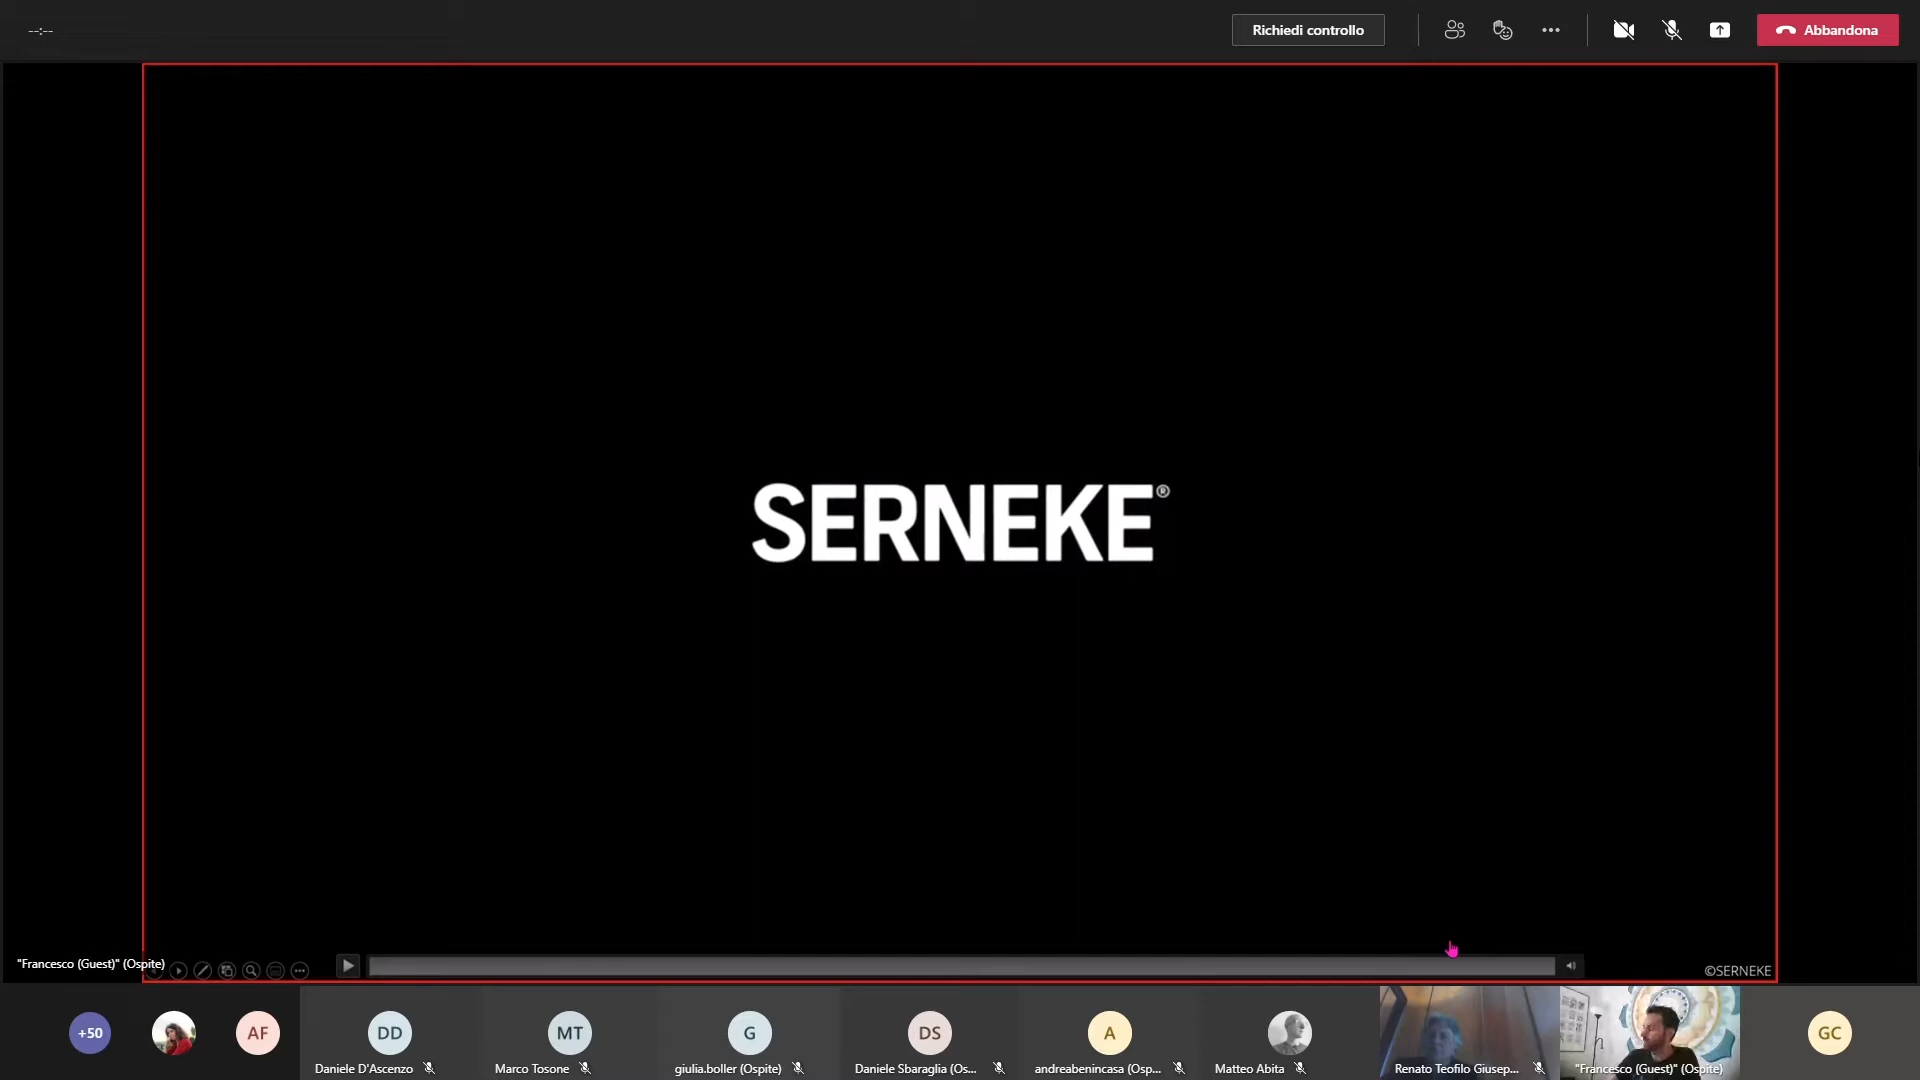 --:--
Richiedi controllo
Abbandona
SERNEKE®
"Francesco (Guest)" (Ospite)
©SERNEKE
+50
AF
DD
MT
G
DS
A
GC
Daniele D'Ascenzo
Marco Tosone
giulia.boller (Ospite)
Daniele Sbaraglia (Os...
andreabenincasa (Osp...
Matteo Abita
Renato Teofilo Giusep...
"Francesco (Guest)" (Ospite)